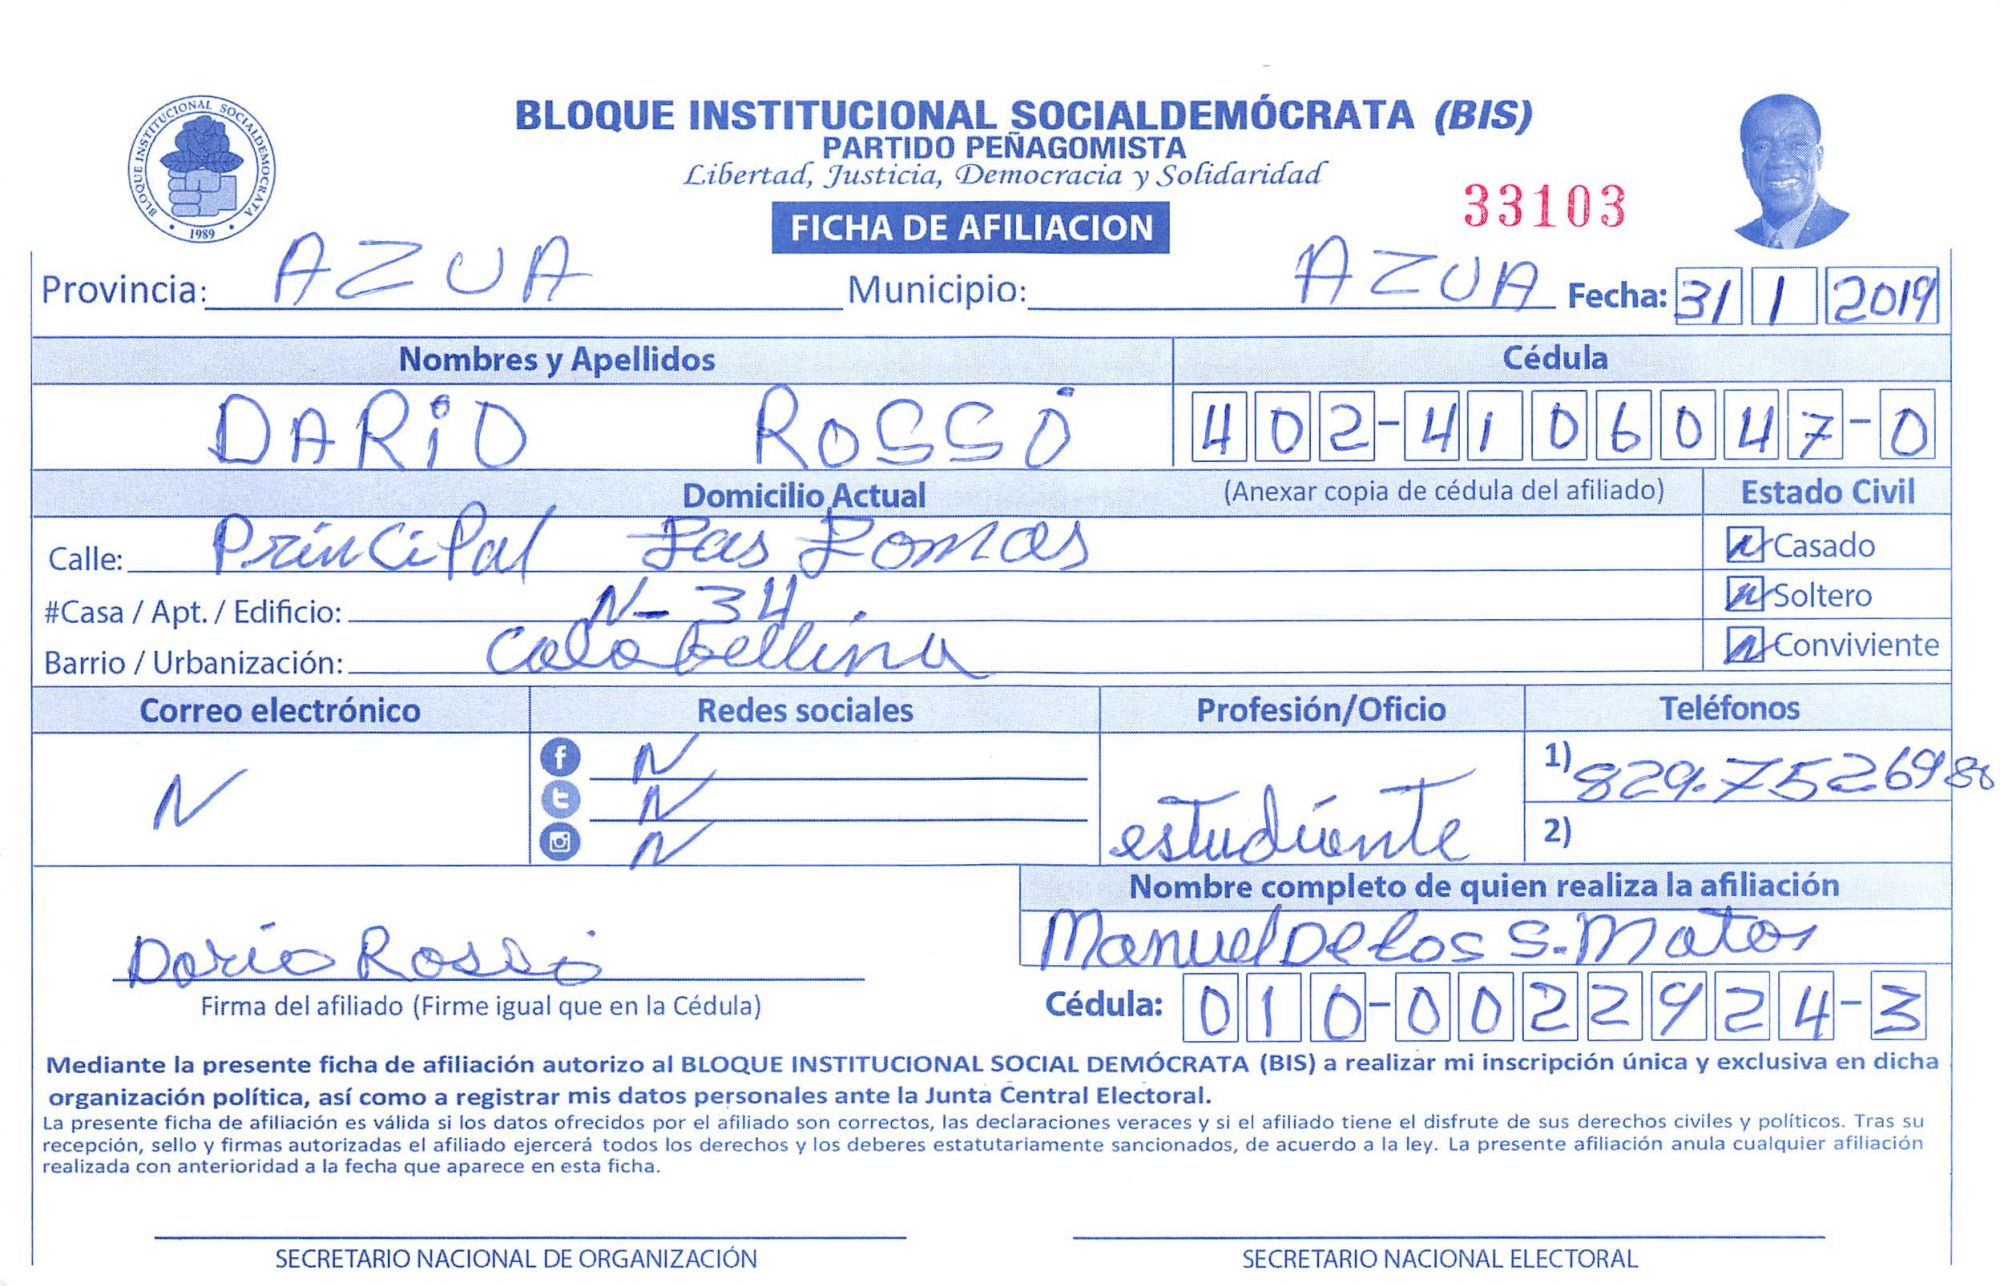 BLOQUE INSTITUCIONAL SOCIALDEMOCRATA
1989
BLOQUE INSTITUCIONAL SOCIALDEMÓCRATA (BIS)
PARTIDO PEÑAGOMISTA
Libertad, Justicia, Democracia y Solidaridad
33103
FICHA DE AFILIACION
Provincia: AZUA Municipio: AZUA Fecha: 31 1 2019
Nombres y Apellidos Cédula
DARiO ROSSO 402-4106047-0
Domicilio Actual (Anexar copia de cédula del afiliado) Estado Civil
Calle: PrinciPal Las Lomas N Casado
#Casa / Apt. / Edificio: N-34 N Soltero
Barrio / Urbanización: N Conviviente
Correo electrónico Redes sociales Profesión/Oficio Teléfonos
N N estudiante 1) 829.7526988
N 2)
N
Nombre completo de quien realiza la afiliación
Dario Rosso Manuel De Los S. Matos
Firma del afiliado (Firme igual que en la Cédula) Cédula: 010-0022924-3
Mediante la presente ficha de afiliación autorizo al BLOQUE INSTITUCIONAL SOCIAL DEMÓCRATA (BIS) a realizar mi inscripción única y exclusiva en dicha
organización política, así como a registrar mis datos personales ante la Junta Central Electoral.
La presente ficha de afiliación es válida si los datos ofrecidos por el afiliado son correctos, las declaraciones veraces y si el afiliado tiene el disfrute de sus derechos civiles y políticos. Tras su
recepción, sello y firmas autorizadas el afiliado ejercerá todos los derechos y los deberes estatutariamente sancionados, de acuerdo a la ley. La presente afiliación anula cualquier afiliación
realizada con anterioridad a la fecha que aparece en esta ficha.
SECRETARIO NACIONAL DE ORGANIZACIÓN SECRETARIO NACIONAL ELECTORAL